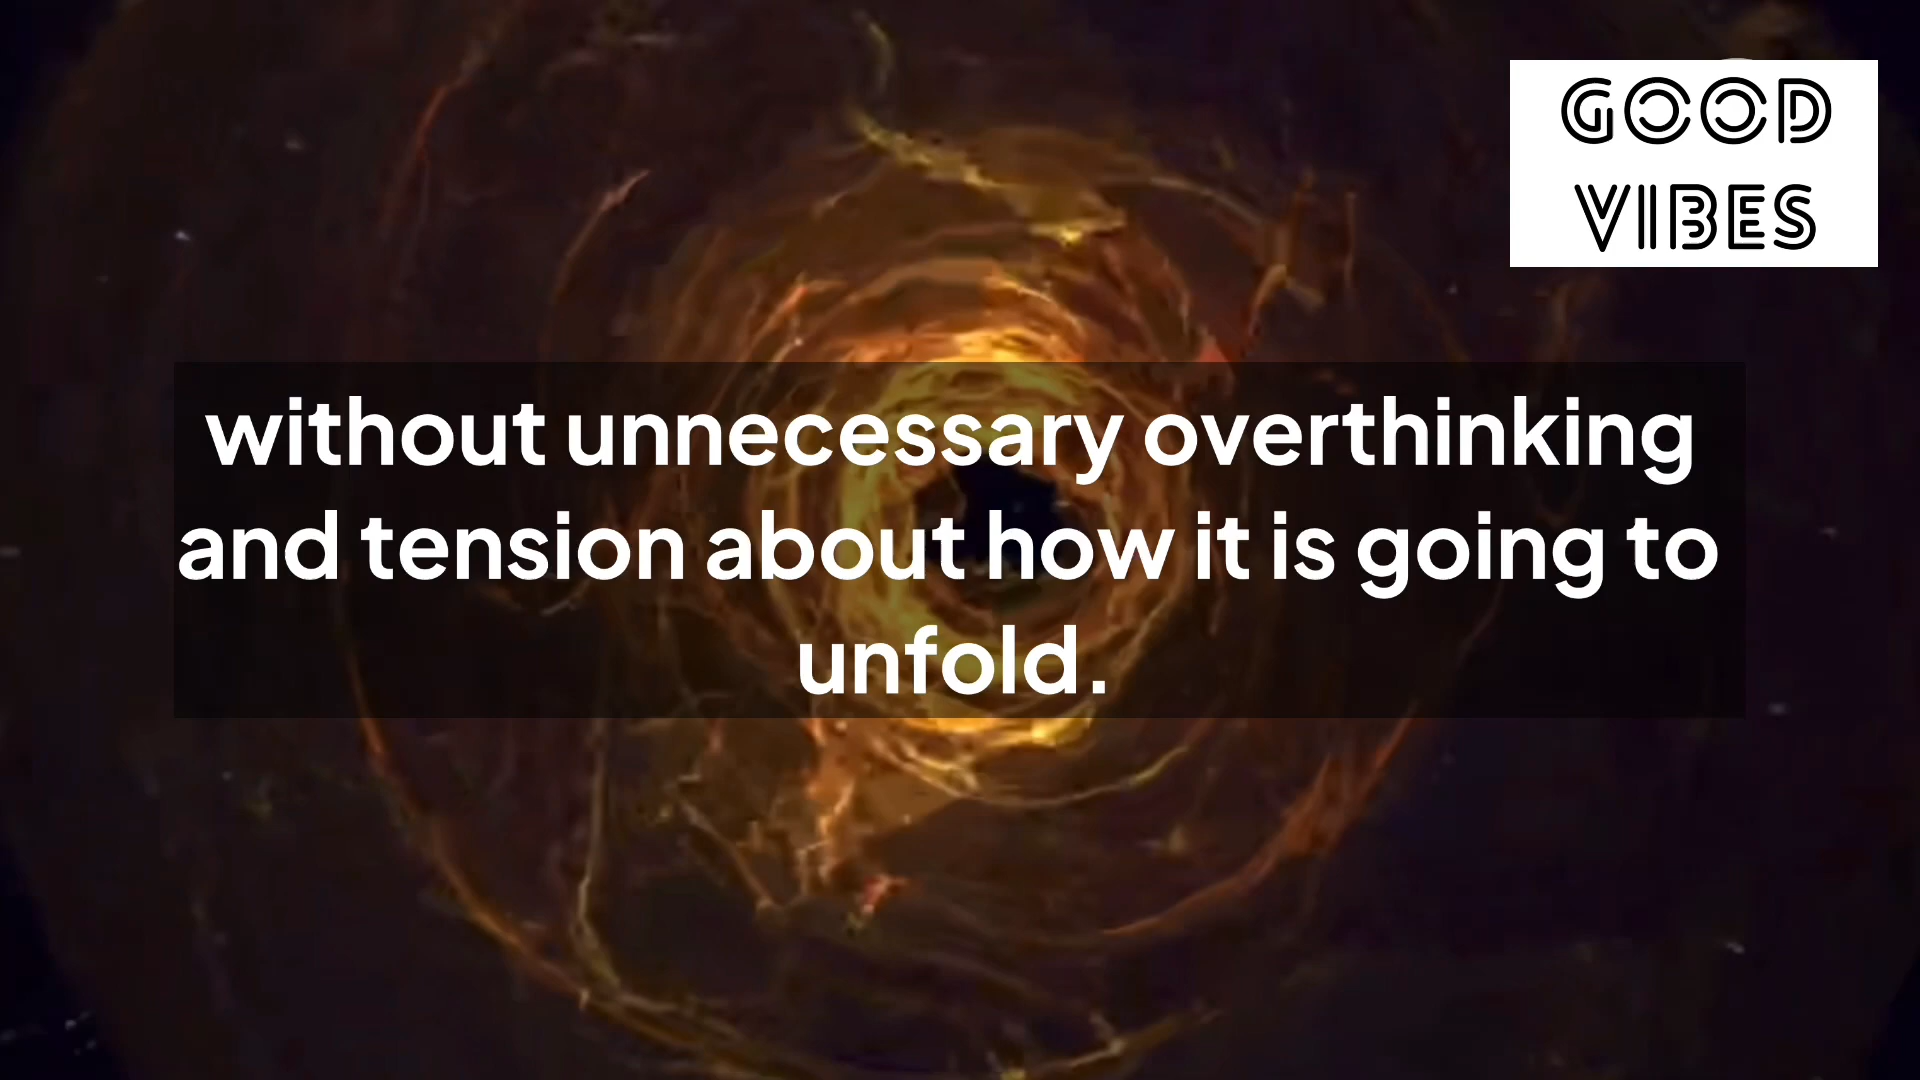 GOOD
VIBES
without unnecessary overthinking
and tension about how it is going to
unfold.